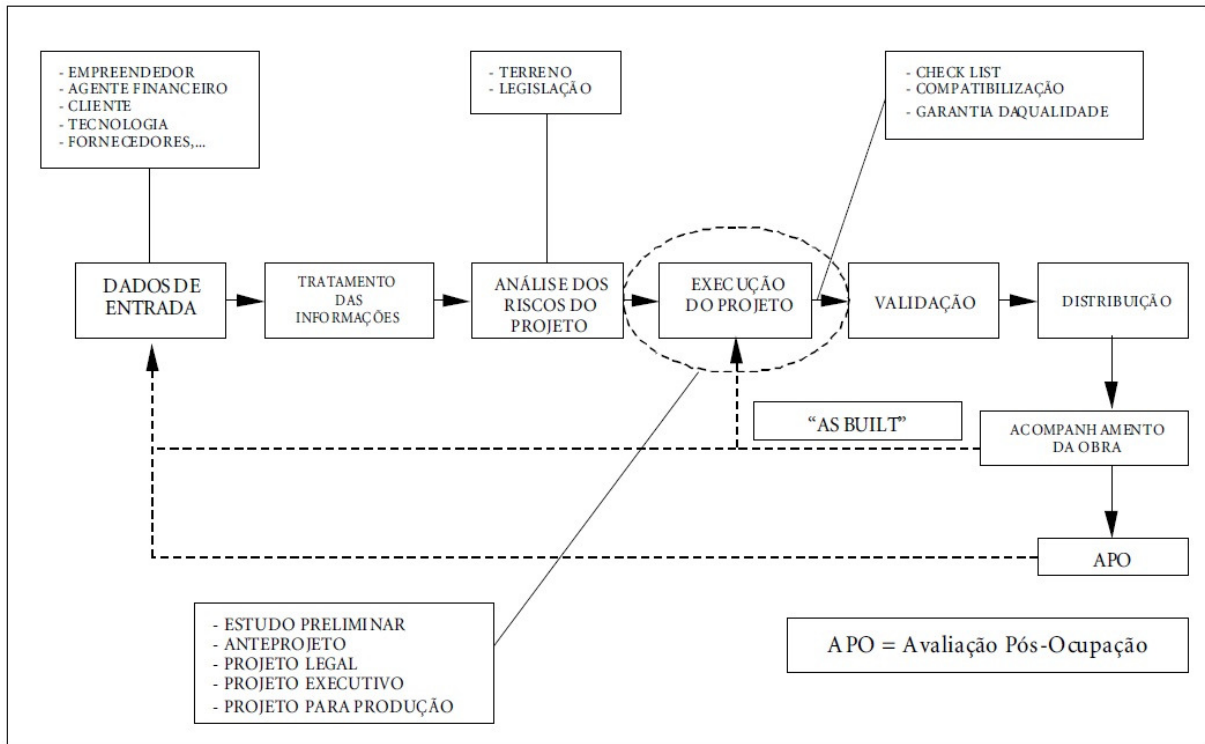 - EMPREENDEDOR
- AGENTE FINANCEIRO
- CLIENTE
- TECNOLOGIA
- FORNECEDORES,...
- TERRENO
- LEGISLAÇÃO
- CHECK LIST
- COMPATIBILIZAÇÃO
- GARANTIA DAQUALIDADE
DADOS DE
ENTRADA
TRATAMENTO
DAS
INFORMAÇÕES
ANÁLISE DOS
RISCOS DO
PROJETO
EXECUÇÃO
DO PROJETO
VALIDAÇÃO
DISTRIBUIÇÃO
“AS BUILT”
ACOMPANHAMENTO
DA OBRA
APO
- ESTUDO PRELIMINAR
- ANTEPROJETO
- PROJETO LEGAL
- PROJETO EXECUTIVO
- PROJETO PARA PRODUÇÃO
APO = Avaliação Pós-Ocupação